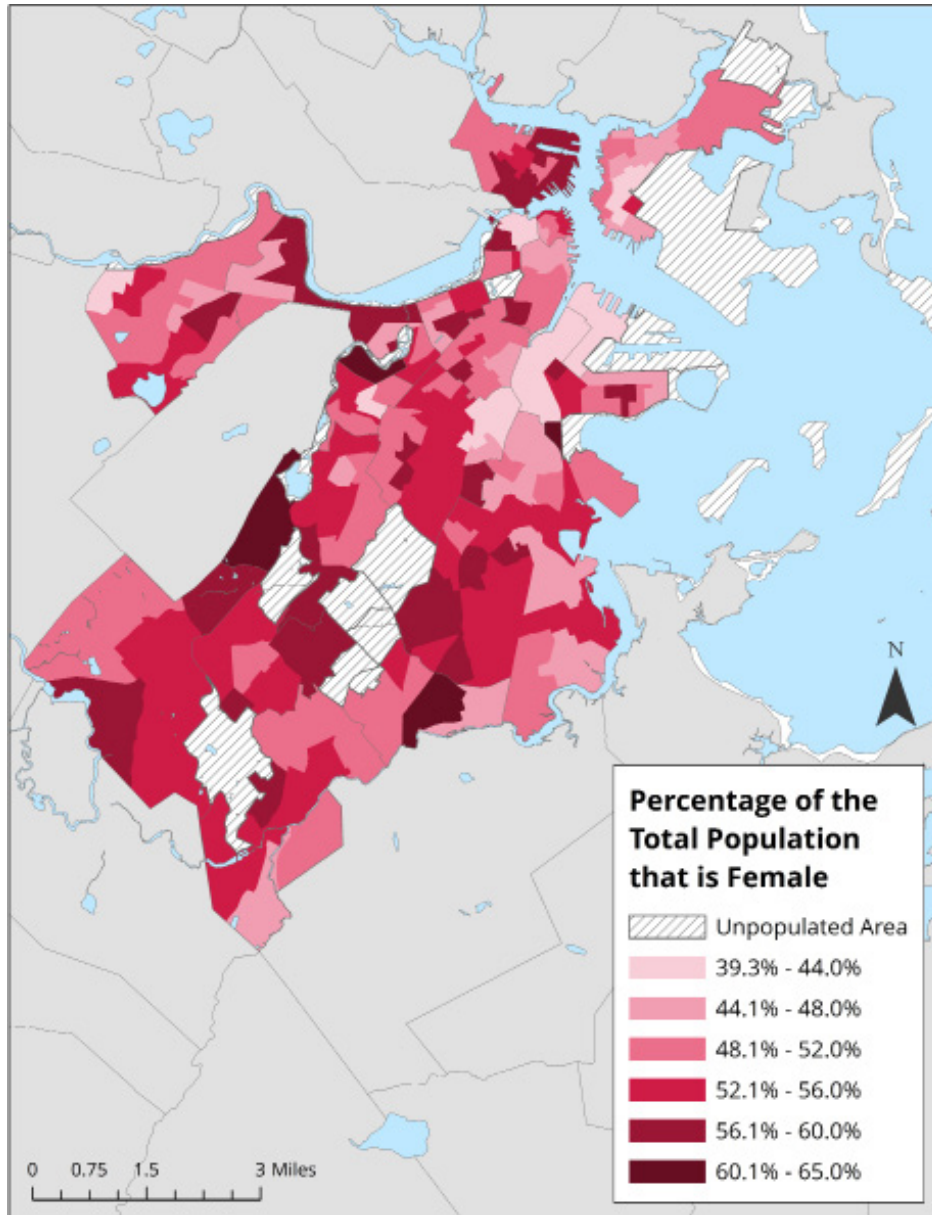 N
Percentage of the
Total Population
that is Female
Unpopulated Area
39.3% - 44.0%
44.1% - 48.0%
48.1% - 52.0%
52.1% - 56.0%
56.1% - 60.0%
60.1% - 65.0%
0 0.75 1.5 3 Miles